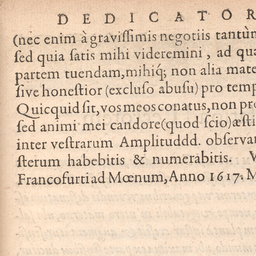 DEDICATOR
(nec enim à gravissimis negotiis tantùm
sed quia satis mihi videremini, ad qua
partem tuendam, mihiq́; non alia mate
sive honestior (excluso abusu) pro temp
Quicquid sit, vos meos conatus, non pro
sed animi mei candore (quod scio) æsti
inter vestrarum Amplituddd. observan
sterum habebitis & numerabitis. V
Francofurti ad Mœnum, Anno 1617. M